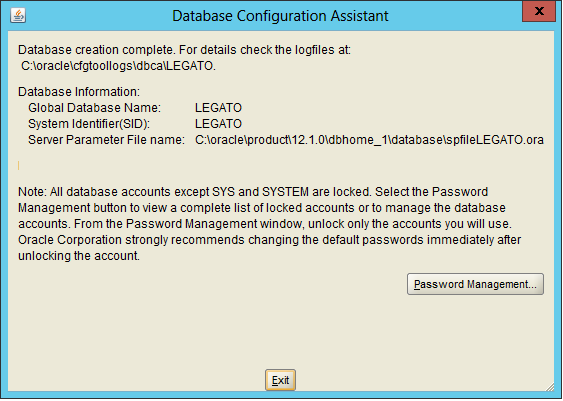 Database Configuration Assistant
Database creation complete. For details check the logfiles at:
C:\oracle\cfgtoollogs\dbca\LEGATO.
Database Information:
Global Database Name: LEGATO
System Identifier(SID): LEGATO
Server Parameter File name: C:\oracle\product\12.1.0\dbhome_1\database\spfileLEGATO.ora
Note: All database accounts except SYS and SYSTEM are locked. Select the Password
Management button to view a complete list of locked accounts or to manage the database
accounts. From the Password Management window, unlock only the accounts you will use.
Oracle Corporation strongly recommends changing the default passwords immediately after
unlocking the account.
Password Management...
Exit